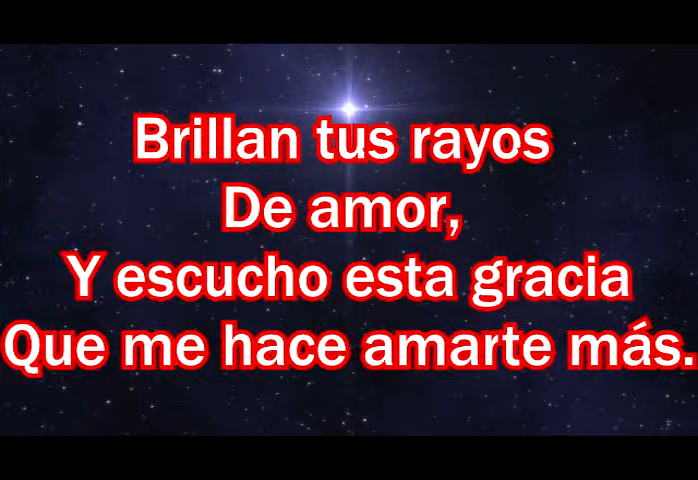 Brillan tus rayos
De amor,
Y escucho esta gracia
Que me hace amarte más.